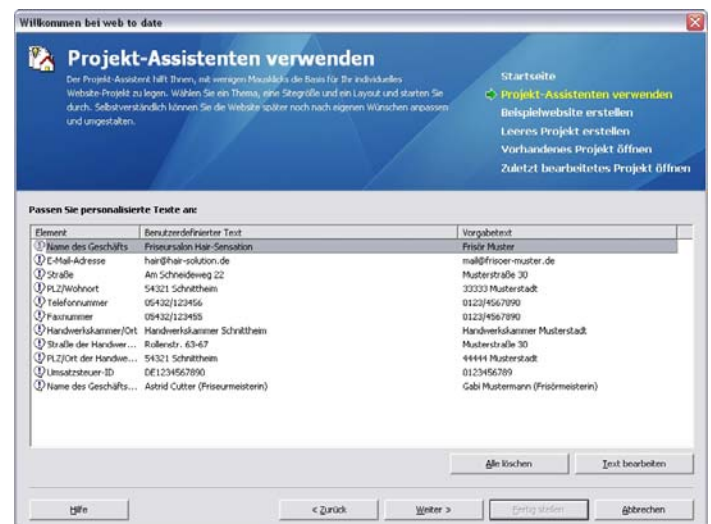 Willkommen bei web to date
Projekt-Assistenten verwenden
Der Projekt-Assistent hilft Ihnen, mit wenigen Mausklicks die Basis für Ihr individuelles
Website-Projekt zu legen. Wählen Sie ein Thema, eine Sitegröße und ein Layout und starten Sie
durch. Selbstverständlich können Sie die Website später noch nach eigenen Wünschen anpassen
und umgestalten.
Startseite
Projekt-Assistenten verwenden
Beispielwebsite erstellen
Leeres Projekt erstellen
Vorhandenes Projekt öffnen
Zuletzt bearbeitetes Projekt öffnen
Passen Sie personalisierte Texte an:
Element Benutzerdefinierter Text Vorgabetext
Name des Geschäfts Friseursalon Hair-Sensation Frisör Muster
E-Mail-Adresse hair@hair-solution.de mail@frisoer-muster.de
Straße Am Schneideweg 22 Musterstraße 30
PLZ/Wohnort 54321 Schnittheim 33333 Musterstadt
Telefonnummer 05432/123456 0123/4567890
Faxnummer 05432/123455 0123/4567890
Handwerkskammer/Ort Handwerkskammer Schnittheim Handwerkskammer Musterstadt
Straße der Handwer... Rollenstr. 63-67 Musterstraße 30
PLZ/Ort der Handwe... 54321 Schnittheim 44444 Musterstadt
Umsatzsteuer-ID DE1234567890 0123456789
Name des Geschäfts... Astrid Cutter (Friseurmeisterin) Gabi Mustermann (Frisörmeisterin)
Alle löschen Text bearbeiten
Hilfe < Zurück Weiter > Fertig stellen Abbrechen